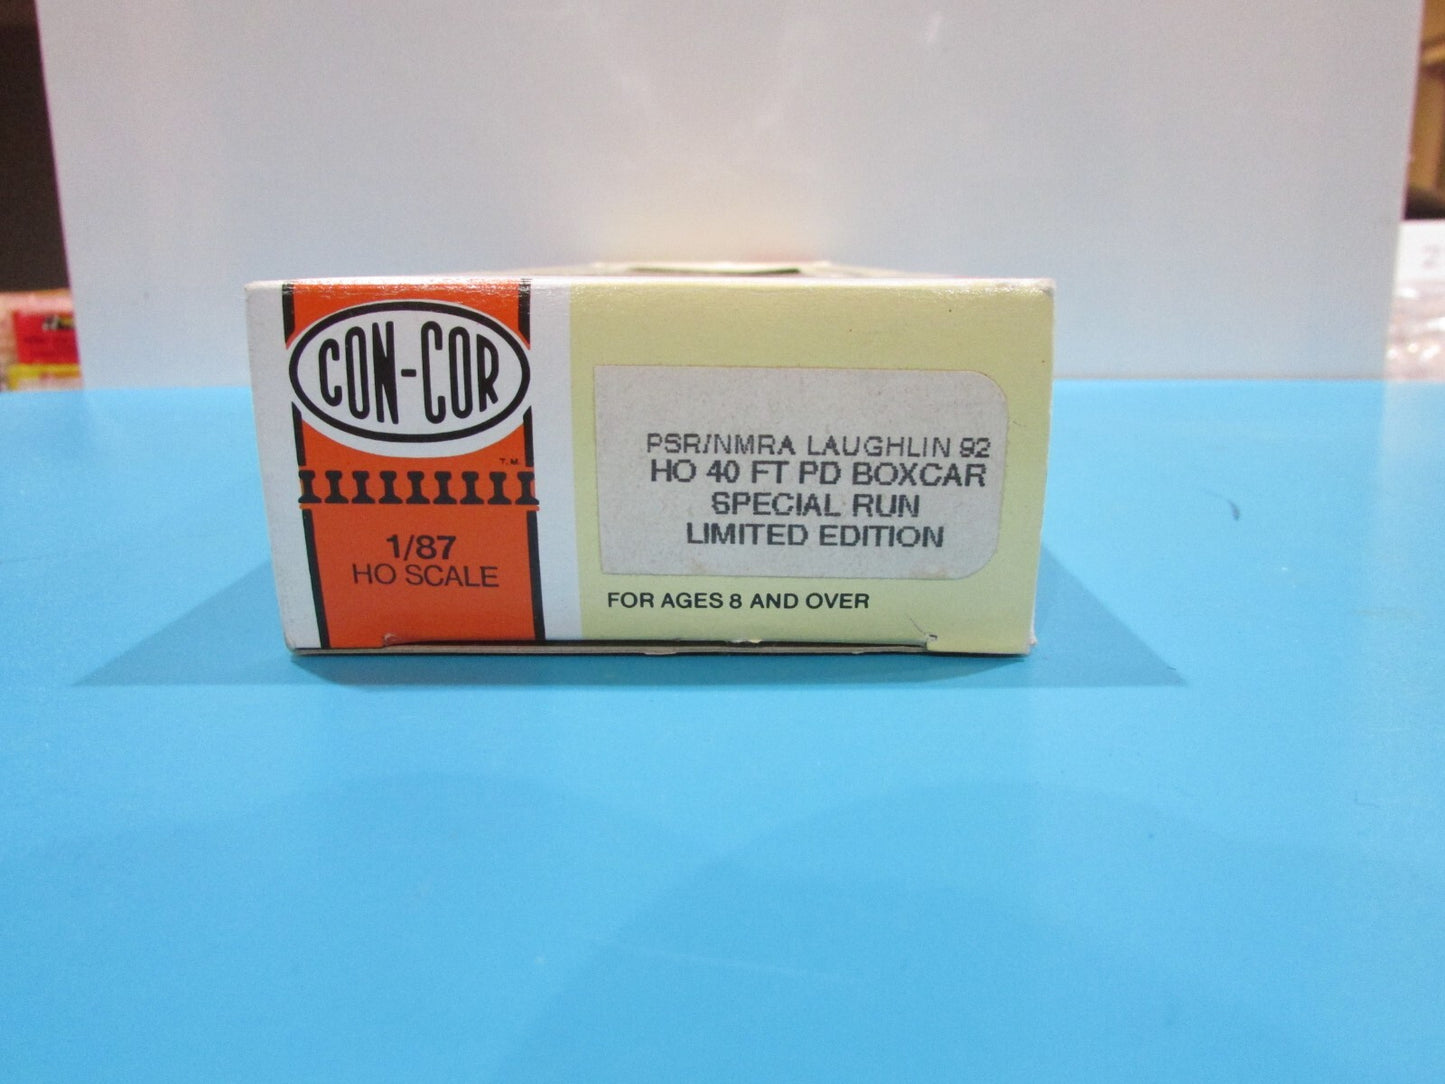 CON-COR
T.M.
1/87
HO SCALE
PSR/NMRA LAUGHLIN 92
HO 40 FT PD BOXCAR
SPECIAL RUN
LIMITED EDITION
FOR AGES 8 AND OVER